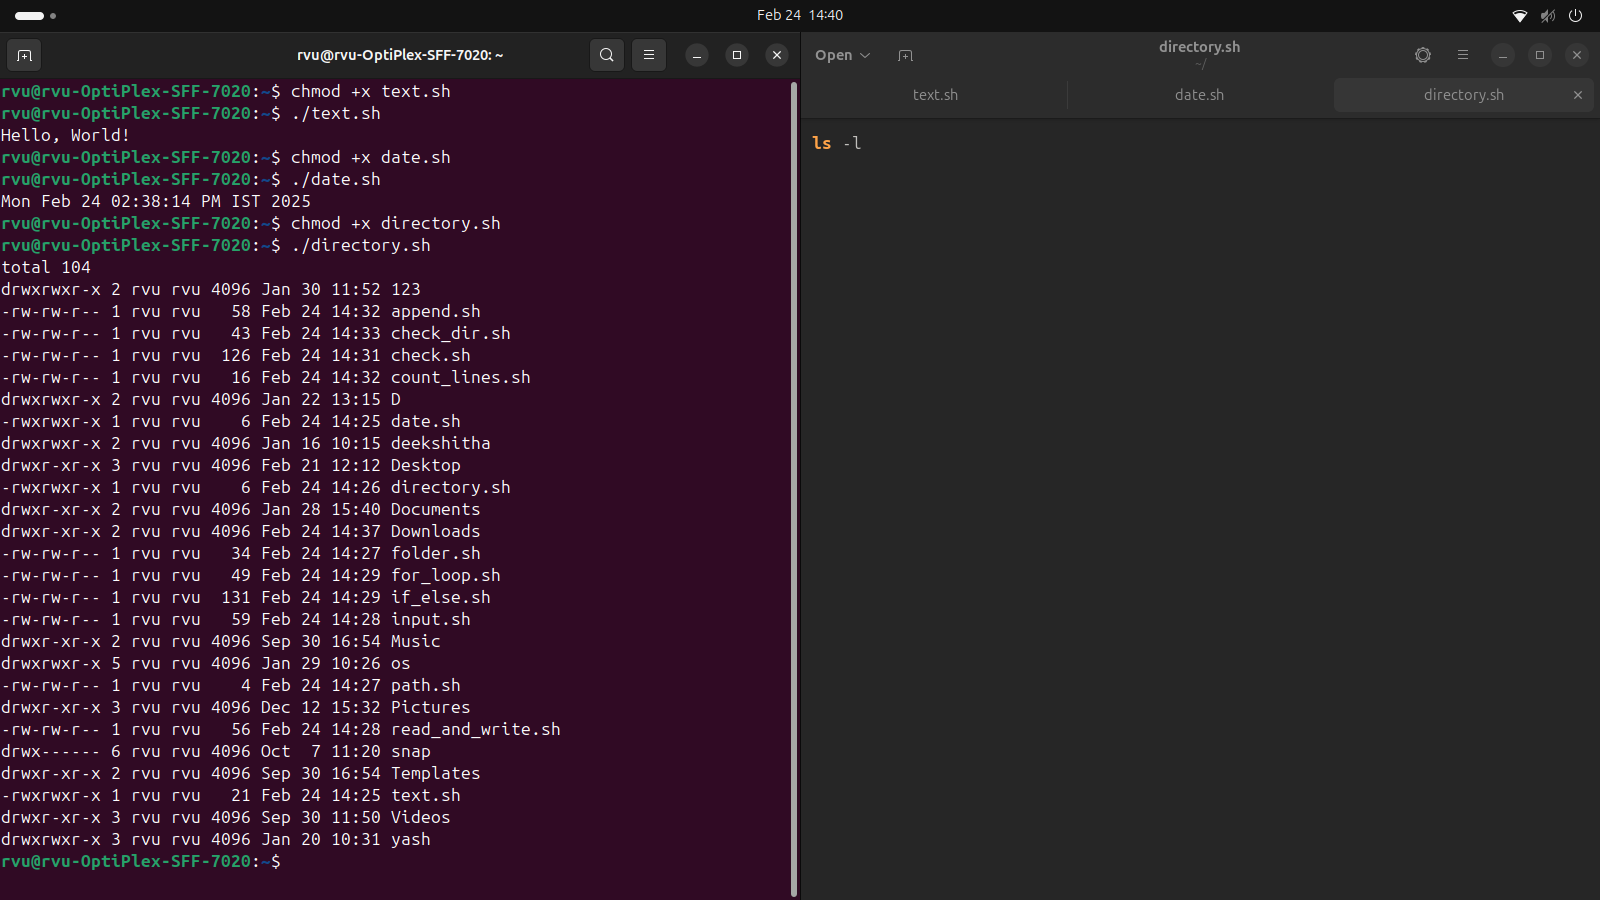 Feb 24  14:40
rvu@rvu-OptiPlex-SFF-7020: ~
rvu@rvu-OptiPlex-SFF-7020:~$ chmod +x text.sh
rvu@rvu-OptiPlex-SFF-7020:~$ ./text.sh
Hello, World!
rvu@rvu-OptiPlex-SFF-7020:~$ chmod +x date.sh
rvu@rvu-OptiPlex-SFF-7020:~$ ./date.sh
Mon Feb 24 02:38:14 PM IST 2025
rvu@rvu-OptiPlex-SFF-7020:~$ chmod +x directory.sh
rvu@rvu-OptiPlex-SFF-7020:~$ ./directory.sh
total 104
drwxrwxr-x 2 rvu rvu 4096 Jan 30 11:52 123
-rw-rw-r-- 1 rvu rvu   58 Feb 24 14:32 append.sh
-rw-rw-r-- 1 rvu rvu   43 Feb 24 14:33 check_dir.sh
-rw-rw-r-- 1 rvu rvu  126 Feb 24 14:31 check.sh
-rw-rw-r-- 1 rvu rvu   16 Feb 24 14:32 count_lines.sh
drwxrwxr-x 2 rvu rvu 4096 Jan 22 13:15 D
-rwxrwxr-x 1 rvu rvu    6 Feb 24 14:25 date.sh
drwxrwxr-x 2 rvu rvu 4096 Jan 16 10:15 deekshitha
drwxr-xr-x 3 rvu rvu 4096 Feb 21 12:12 Desktop
-rwxrwxr-x 1 rvu rvu    6 Feb 24 14:26 directory.sh
drwxr-xr-x 2 rvu rvu 4096 Jan 28 15:40 Documents
drwxr-xr-x 2 rvu rvu 4096 Feb 24 14:37 Downloads
-rw-rw-r-- 1 rvu rvu   34 Feb 24 14:27 folder.sh
-rw-rw-r-- 1 rvu rvu   49 Feb 24 14:29 for_loop.sh
-rw-rw-r-- 1 rvu rvu  131 Feb 24 14:29 if_else.sh
-rw-rw-r-- 1 rvu rvu   59 Feb 24 14:28 input.sh
drwxr-xr-x 2 rvu rvu 4096 Sep 30 16:54 Music
drwxrwxr-x 5 rvu rvu 4096 Jan 29 10:26 os
-rw-rw-r-- 1 rvu rvu    4 Feb 24 14:27 path.sh
drwxr-xr-x 3 rvu rvu 4096 Dec 12 15:32 Pictures
-rw-rw-r-- 1 rvu rvu   56 Feb 24 14:28 read_and_write.sh
drwx------ 6 rvu rvu 4096 Oct  7 11:20 snap
drwxr-xr-x 2 rvu rvu 4096 Sep 30 16:54 Templates
-rwxrwxr-x 1 rvu rvu   21 Feb 24 14:25 text.sh
drwxr-xr-x 3 rvu rvu 4096 Sep 30 11:50 Videos
drwxrwxr-x 3 rvu rvu 4096 Jan 20 10:31 yash
rvu@rvu-OptiPlex-SFF-7020:~$
Open
directory.sh
~/
text.sh
date.sh
directory.sh
ls -l